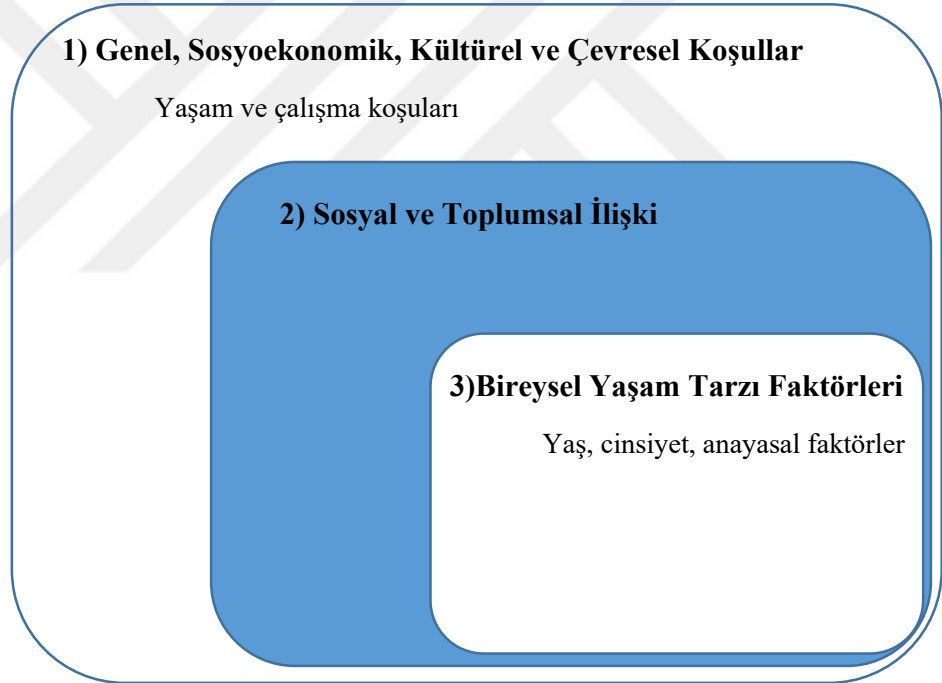 1) Genel, Sosyoekonomik, Kültürel ve Çevresel Koşullar
Yaşam ve çalışma koşuları
2) Sosyal ve Toplumsal İlişki
3)Bireysel Yaşam Tarzı Faktörleri
Yaş, cinsiyet, anayasal faktörler